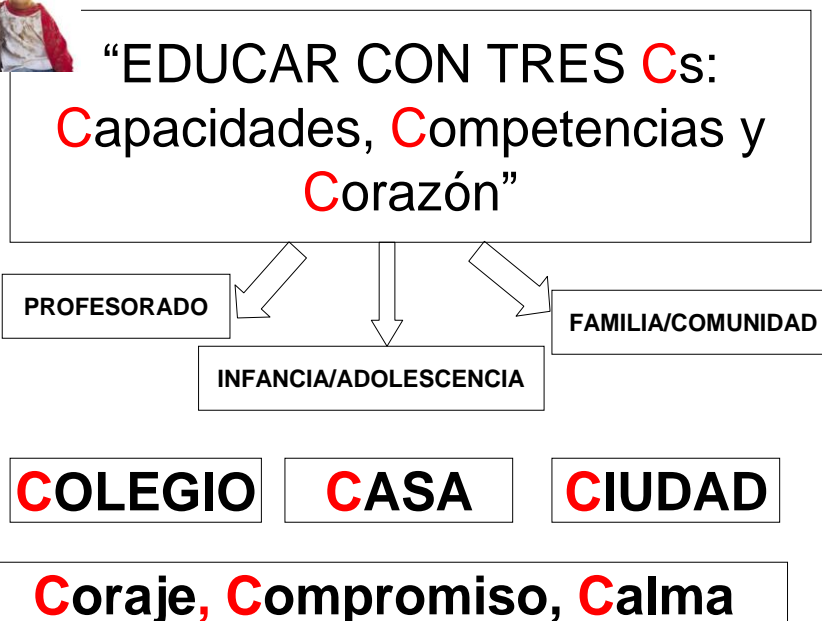 “EDUCAR CON TRES Cs:
Capacidades, Competencias y
Corazón”
PROFESORADO
FAMILIA/COMUNIDAD
INFANCIA/ADOLESCENCIA
COLEGIO
CASA
CIUDAD
Coraje, Compromiso, Calma